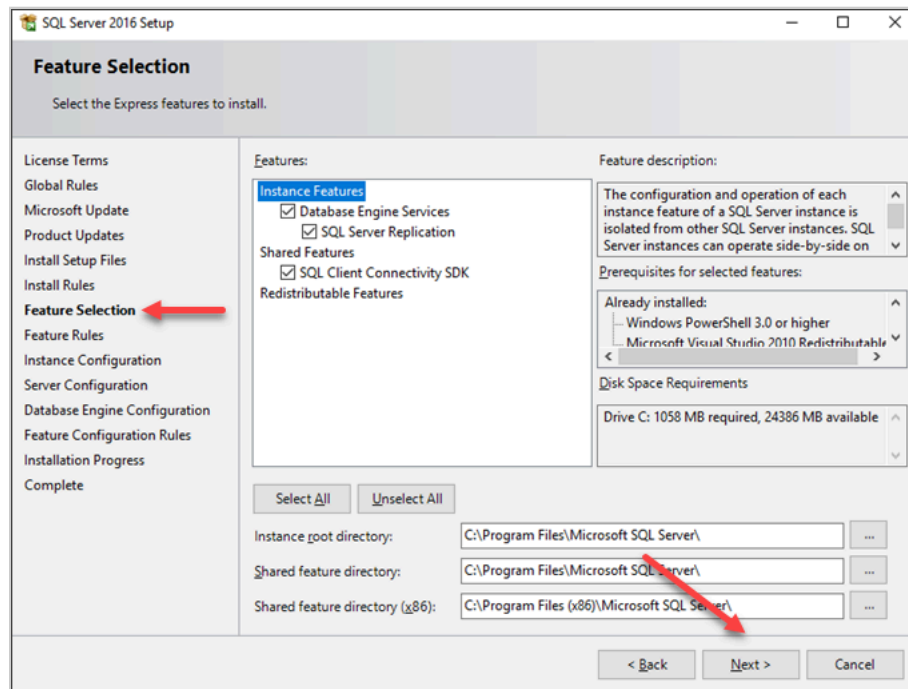 SQL Server 2016 Setup
Feature Selection
Select the Express features to install.
License Terms
Global Rules
Microsoft Update
Product Updates
Install Setup Files
Install Rules
Feature Selection
Feature Rules
Instance Configuration
Server Configuration
Database Engine Configuration
Feature Configuration Rules
Installation Progress
Complete
Features:
Instance Features
Database Engine Services
SQL Server Replication
Shared Features
SQL Client Connectivity SDK
Redistributable Features
Feature description:
The configuration and operation of each
instance feature of a SQL Server instance is
isolated from other SQL Server instances. SQL
Server instances can operate side-by-side on
Prerequisites for selected features:
Already installed:
Windows PowerShell 3.0 or higher
Microsoft Visual Studio 2010 Redistributable
Disk Space Requirements
Drive C: 1058 MB required, 24386 MB available
Select All
Unselect All
Instance root directory:
C:\Program Files\Microsoft SQL Server\
...
Shared feature directory:
C:\Program Files\Microsoft SQL Server\
...
Shared feature directory (x86):
C:\Program Files (x86)\Microsoft SQL Server\
...
< Back
Next >
Cancel